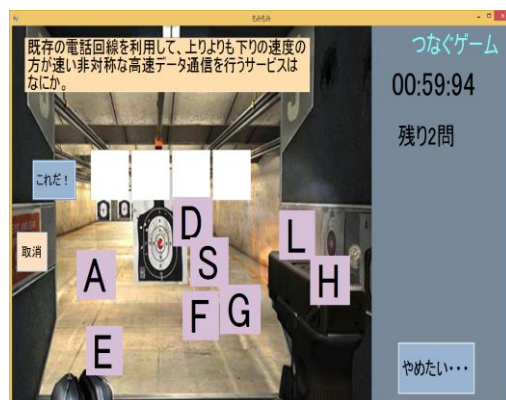 もみもみ
既存の電話回線を利用して、上りよりも下りの速度の
方が速い非対称な高速データ通信を行うサービスは
なにか。
つなぐゲーム
00:59:94
残り2問
これだ！
取消
D
S
L
A
H
F
G
E
やめたい・・・